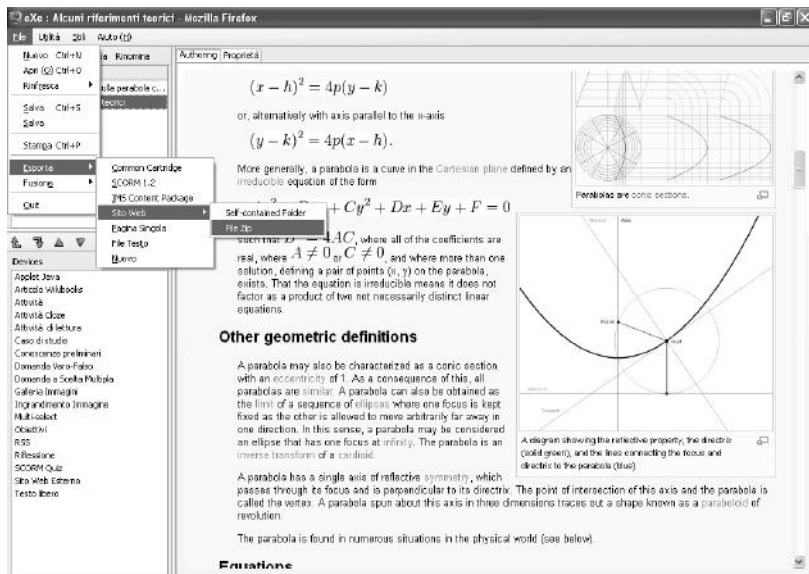 eXe : Alcuni riferimenti teorici - Mozilla Firefox
File Utilità Stili Aiuto (H)
Nuovo Ctrl+N
Apri (O) Ctrl+O
Rinfresca
Salva Ctrl+S
Salva
Stampa Ctrl+P
Esporta
Fusione
Quit
Rinomina
ulla parabola c...
teorici
Common Cartridge
SCORM 1.2
IMS Content Package
Sito Web
Pagina Singola
File Testo
Nuovo
Self-contained Folder
File Zip
Devices
Applet Java
Articolo Wikibooks
Attività
Attività Cloze
Attività di lettura
Caso di studio
Conoscenze preliminari
Domanda Vero-Falso
Domanda a Scelta Multipla
Galleria Immagini
Ingrandimento Immagine
Multi-select
Obiettivi
RSS
Riflessione
SCORM Quiz
Sito Web Esterno
Testo libero
Authoring Proprietà
(x − h)² = 4p(y − k)
or, alternatively with axis parallel to the x-axis
(y − k)² = 4p(x − h).
More generally, a parabola is a curve in the Cartesian plane defined by an
irreducible equation of the form
+ Cy² + Dx + Ey + F = 0
such that B² = 4AC, where all of the coefficients are
real, where A ≠ 0 or C ≠ 0, and where more than one
solution, defining a pair of points (x, y) on the parabola,
exists. That the equation is irreducible means it does not
factor as a product of two not necessarily distinct linear
equations.
Other geometric definitions
A parabola may also be characterized as a conic section
with an eccentricity of 1. As a consequence of this, all
parabolas are similar. A parabola can also be obtained as
the limit of a sequence of ellipses where one focus is kept
fixed as the other is allowed to move arbitrarily far away in
one direction. In this sense, a parabola may be considered
an ellipse that has one focus at infinity. The parabola is an
inverse transform of a cardioid.
A parabola has a single axis of reflective symmetry, which
passes through its focus and is perpendicular to its directrix. The point of intersection of this axis and the parabola is
called the vertex. A parabola spun about this axis in three dimensions traces out a shape known as a paraboloid of
revolution.
The parabola is found in numerous situations in the physical world (see below).
Equations
Parabolas are conic sections.
A diagram showing the reflective property, the directrix
(solid green), and the lines connecting the focus and
directrix to the parabola (blue)